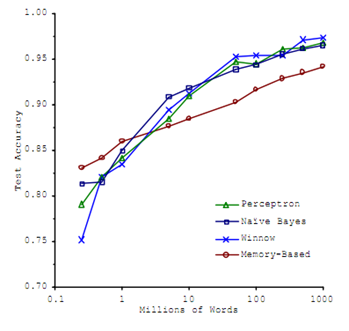 1.00
0.95
0.90
0.85
0.80
0.75
0.70
Test Accuracy
Perceptron
Naïve Bayes
Winnow
Memory-Based
0.1 1 10 100 1000
Millions of Words